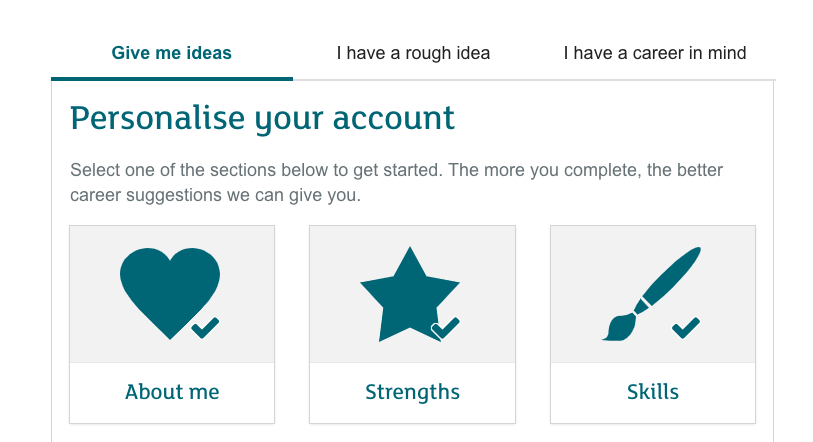 Give me ideas
I have a rough idea
I have a career in mind
Personalise your account
Select one of the sections below to get started. The more you complete, the better
career suggestions we can give you.
About me
Strengths
Skills